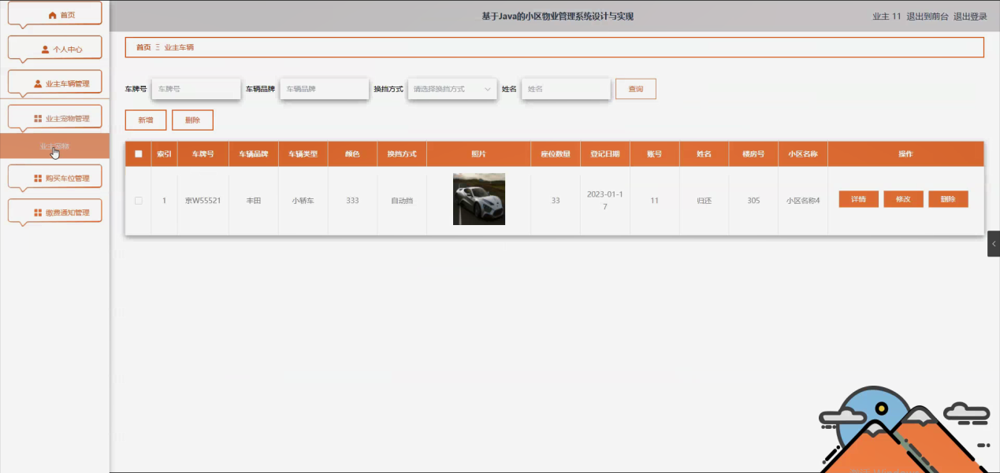 首页
个人中心
业主车辆管理
业主宠物管理
业主宠物
购买车位管理
缴费通知管理
基于Java的小区物业管理系统设计与实现
业主 11 退出到前台 退出登录
首页 Ξ 业主车辆
车牌号 车牌号 车辆品牌 车辆品牌 换挡方式 请选择换挡方式 姓名 姓名 查询
新增 删除
索引 车牌号 车辆品牌 车辆类型 颜色 换挡方式 照片 座位数量 登记日期 账号 姓名 楼房号 小区名称 操作
1 京W55521 丰田 小轿车 333 自动挡 33 2023-01-1
7 11 归还 305 小区名称4 详情 修改 删除